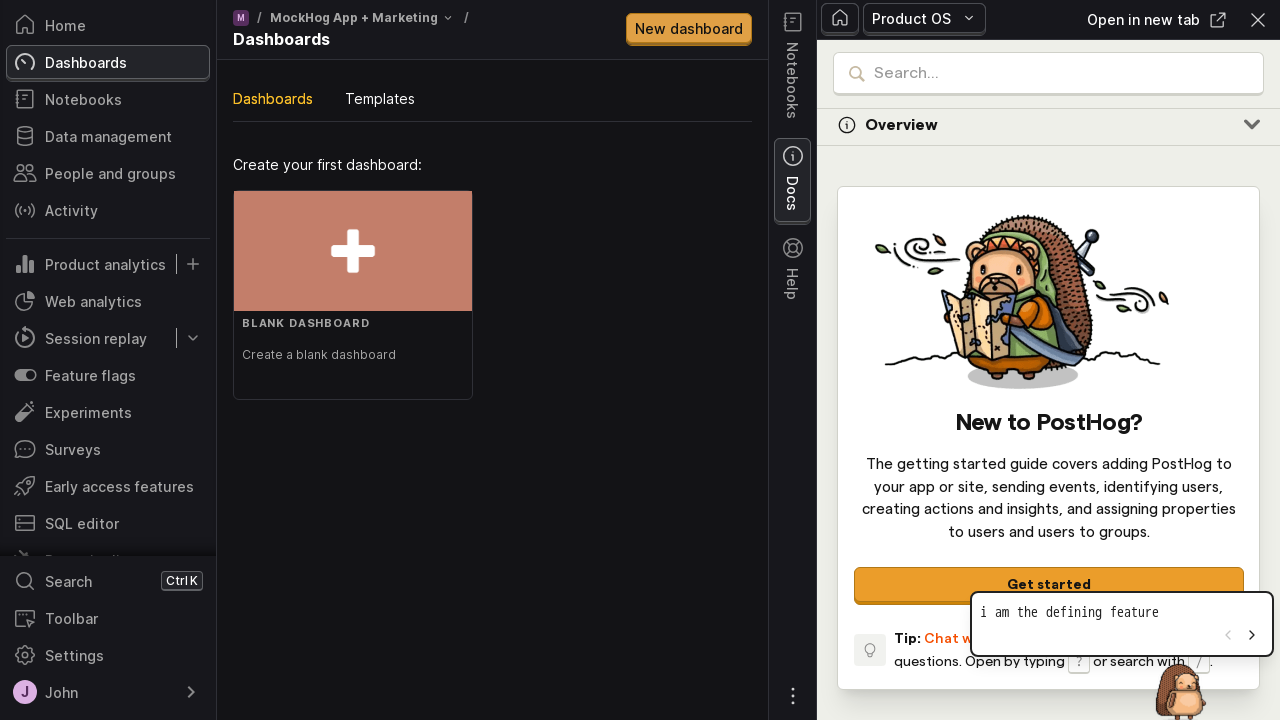 Home
Dashboards
Notebooks
Data management
People and groups
Activity
Product analytics
Web analytics
Session replay
Feature flags
Experiments
Surveys
Early access features
SQL editor
Search Ctrl K
Toolbar
Settings
J John
M / MockHog App + Marketing /
Dashboards
New dashboard
Dashboards Templates
Create your first dashboard:
BLANK DASHBOARD
Create a blank dashboard
Notebooks
Docs
Help
Product OS
Open in new tab
Search...
Overview
New to PostHog?
The getting started guide covers adding PostHog to
your app or site, sending events, identifying users,
creating actions and insights, and assigning properties
to users and users to groups.
Get started
i am the defining feature
Tip: Chat
questions. Open by typing ? or search with / .